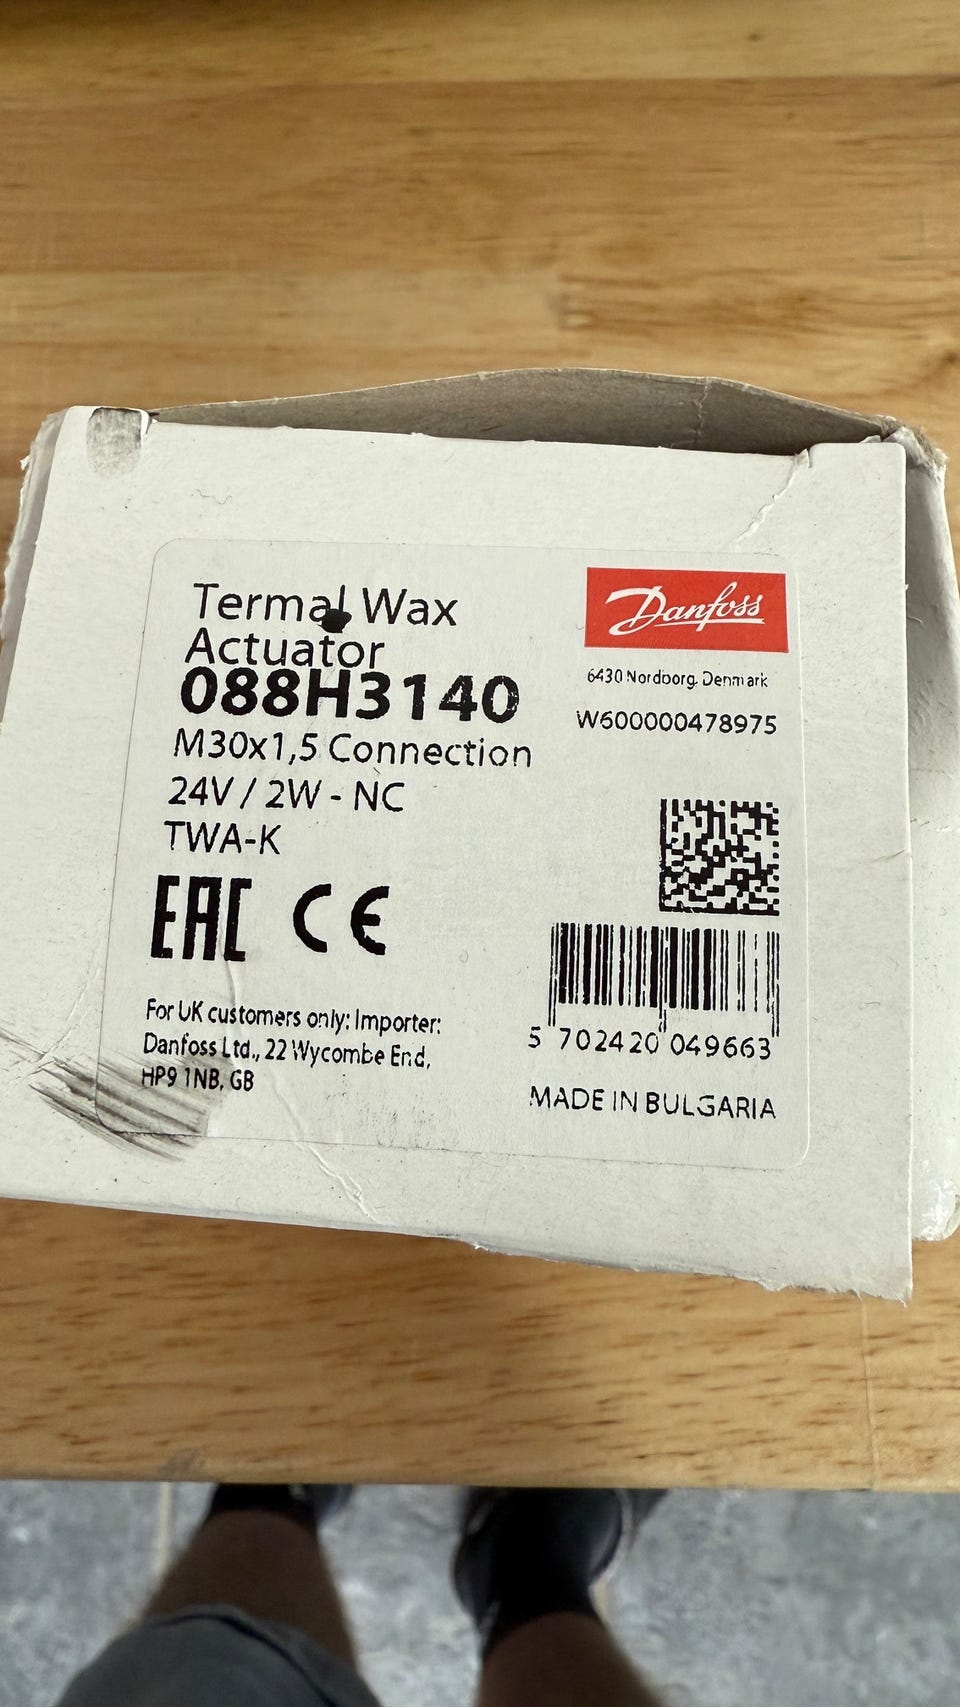 Termal Wax
Actuator
088H3140
M30x1,5 Connection
24V / 2W - NC
TWA-K
EAC CE
For UK customers only: Importer:
Danfoss Ltd., 22 Wycombe End,
HP9 1NB, GB
Danfoss
6430 Nordborg, Denmark
W600000478975
5 702420 049663
MADE IN BULGARIA